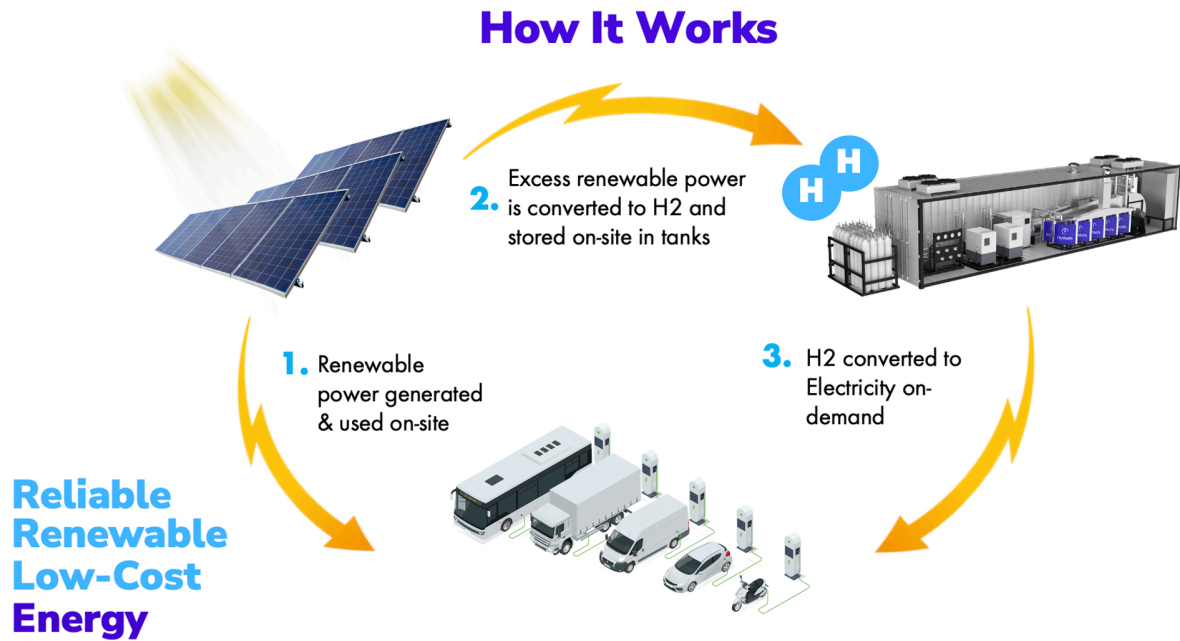 How It Works
2. Excess renewable power
is converted to H2 and
stored on-site in tanks
H
H
1. Renewable
power generated
& used on-site
3. H2 converted to
Electricity on-
demand
Reliable
Renewable
Low-Cost
Energy